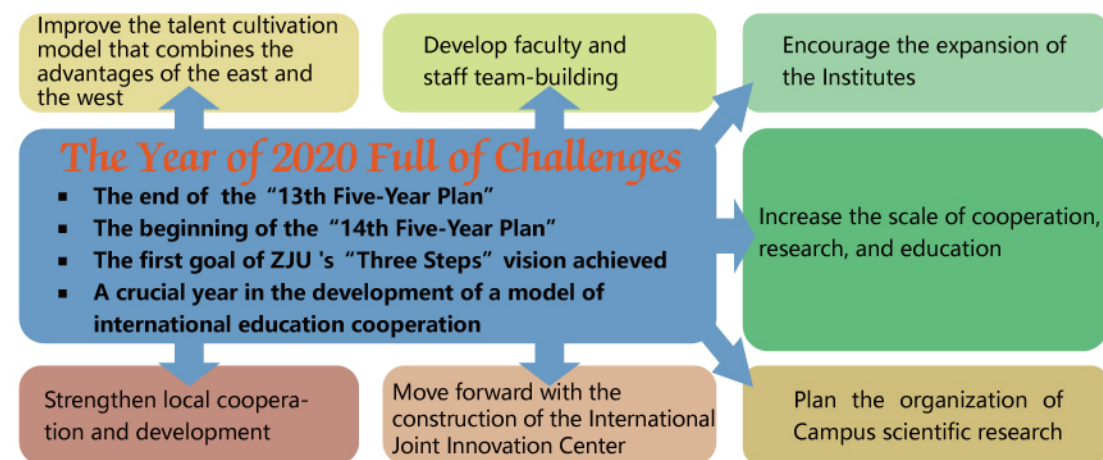 Improve the talent cultivation
model that combines the
advantages of the east and
the west
Develop faculty and
staff team-building
Encourage the expansion of
the Institutes
The Year of 2020 Full of Challenges
▪ The end of the “13th Five-Year Plan”
▪ The beginning of the “14th Five-Year Plan”
▪ The first goal of ZJU 's “Three Steps” vision achieved
▪ A crucial year in the development of a model of
international education cooperation
Increase the scale of cooperation,
research, and education
Strengthen local coopera-
tion and development
Move forward with the
construction of the International
Joint Innovation Center
Plan the organization of
Campus scientific research